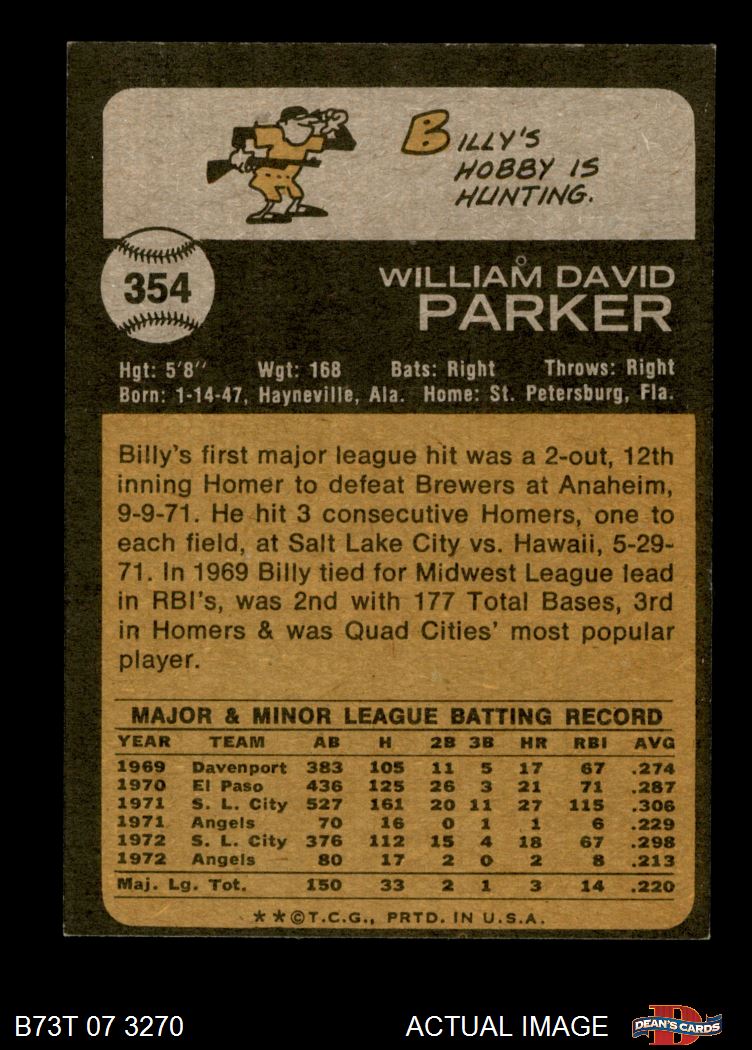 BILLY'S
HOBBY IS
HUNTING.
354
WILLIAM DAVID
PARKER
Hgt: 5'8'' Wgt: 168 Bats: Right Throws: Right
Born: 1-14-47, Hayneville, Ala. Home: St. Petersburg, Fla.
Billy's first major league hit was a 2-out, 12th
inning Homer to defeat Brewers at Anaheim,
9-9-71. He hit 3 consecutive Homers, one to
each field, at Salt Lake City vs. Hawaii, 5-29-
71. In 1969 Billy tied for Midwest League lead
in RBI's, was 2nd with 177 Total Bases, 3rd
in Homers & was Quad Cities' most popular
player.
MAJOR & MINOR LEAGUE BATTING RECORD
YEAR TEAM AB H 2B 3B HR RBI AVG
1969 Davenport 383 105 11 5 17 67 .274
1970 El Paso 436 125 26 3 21 71 .287
1971 S. L. City 527 161 20 11 27 115 .306
1971 Angels 70 16 0 1 1 6 .229
1972 S. L. City 376 112 15 4 18 67 .298
1972 Angels 80 17 2 0 2 8 .213
Maj. Lg. Tot. 150 33 2 1 3 14 .220
**©T.C.G., PRTD. IN U.S.A.
B73T 07 3270 ACTUAL IMAGE D DEAN'S CARDS